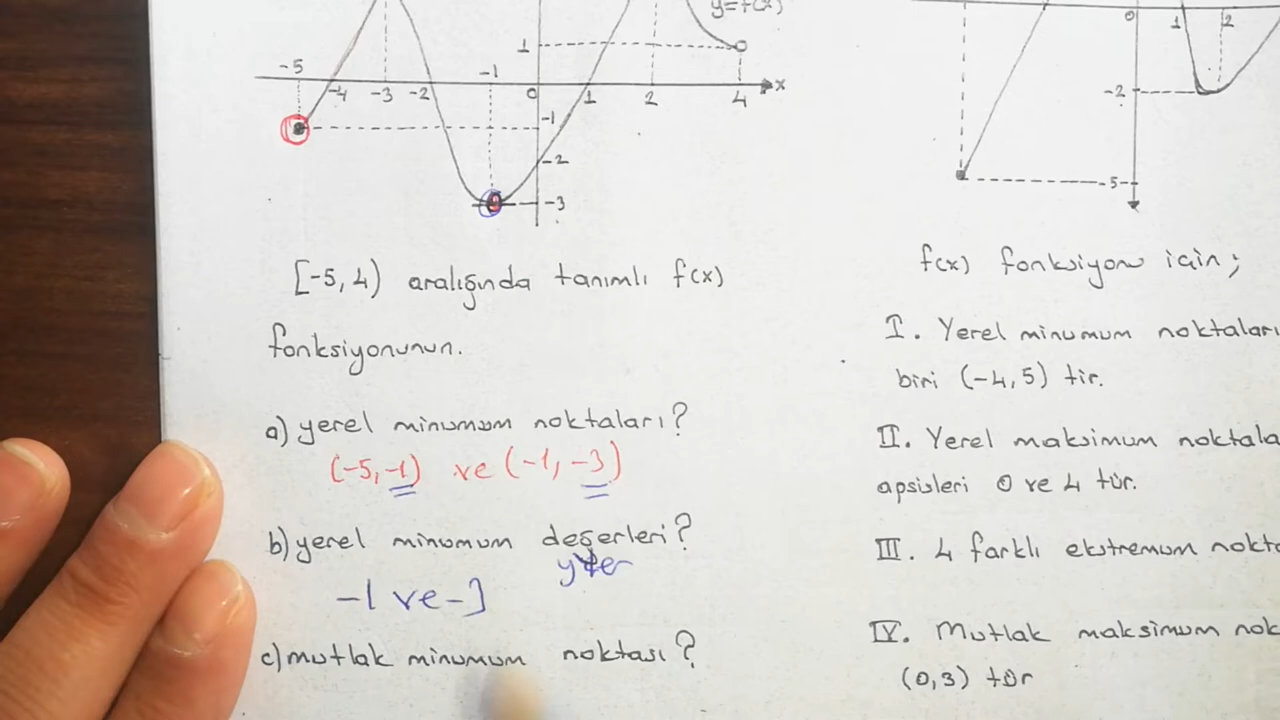 y=f(x)
1
-5
-1
x
-4
-3
-2
0
1
2
4
-1
-2
-3
[-5, 4) aralığında tanımlı f(x)
fonksiyonunun.
a) yerel minumum noktaları?
(-5, -1) ve (-1, -3)
b) yerel minumum değerleri?
-1 ve -3
c) mutlak minumum noktası?
0
1
2
-2
-5
f(x) fonksiyonu için;
I. Yerel minumum noktaları
biri (-4, 5) tir.
II. Yerel maksimum noktala
apsisleri 0 ve 4 tür.
III. 4 farklı ekstremum nokta
IV. Mutlak maksimum nok
(0, 3) tür